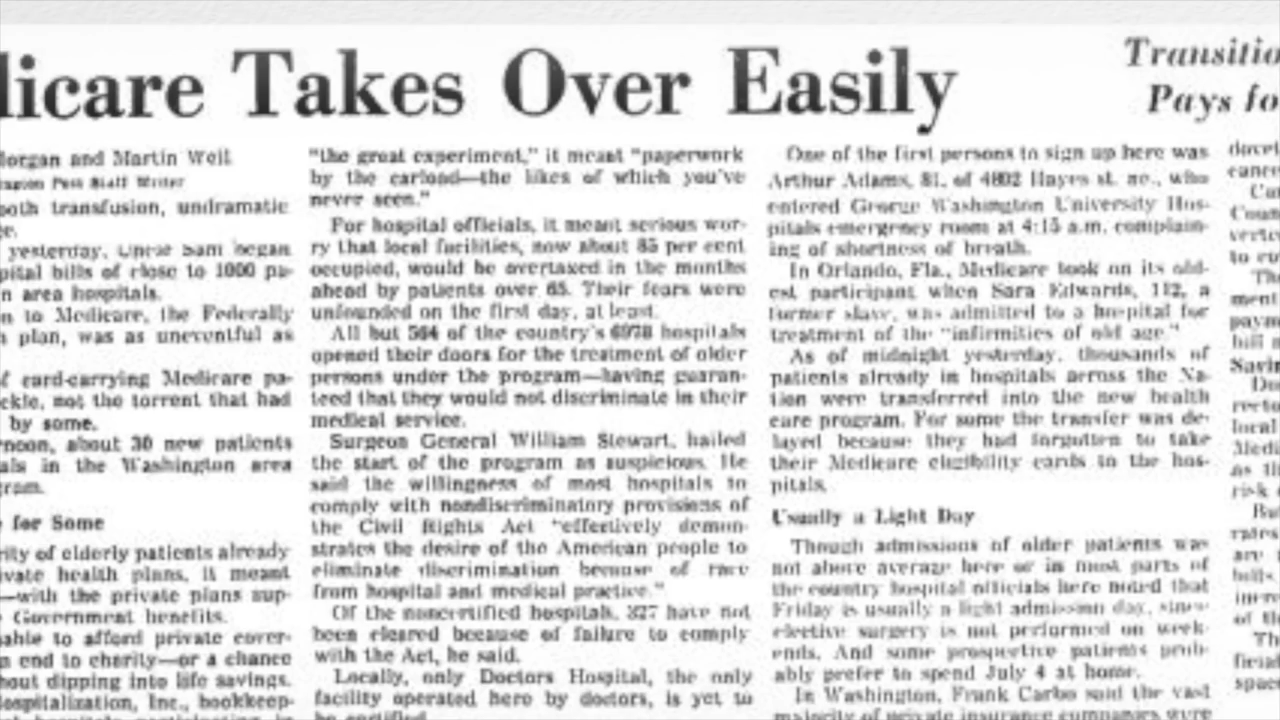 licare Takes Over Easily
Transitio
Pays fo
organ and Martin Weil
Post Staff Writer
ooth transfusion, undramatic
yesterday, Uncle Sam began
pital bills of close to 1000 pa-
n area hospitals.
n to Medicare, the Federally
plan, was as uneventful as
f card-carrying Medicare pa-
ckle, not the torrent that had
by some.
rnoon, about 30 new patients
als in the Washington area
gram.
for Some
rity of elderly patients already
ivate health plans, it meant
—with the private plans sup-
Government benefits.
able to afford private cover-
n end to charity—or a chance
hout dipping into life savings.
ospitalization, Inc., bookkeep-
hospitals participating in
"the great experiment," it meant "paperwork
by the carload—the likes of which you've
never seen."
For hospital officials, it meant serious wor-
ry that local facilities, now about 85 per cent
occupied, would be overtaxed in the months
ahead by patients over 65. Their fears were
unfounded on the first day, at least.
All but 564 of the country's 6978 hospitals
opened their doors for the treatment of older
persons under the program—having guaran-
teed that they would not discriminate in their
medical service.
Surgeon General William Stewart, hailed
the start of the program as auspicious. He
said the willingness of most hospitals to
comply with nondiscriminatory provisions of
the Civil Rights Act "effectively demon-
strates the desire of the American people to
eliminate discrimination because of race
from hospital and medical practice."
Of the noncertified hospitals, 327 have not
been cleared because of failure to comply
with the Act, he said.
Locally, only Doctors Hospital, the only
facility operated here by doctors, is yet to
be certified.
One of the first persons to sign up here was
Arthur Adams, 81, of 4802 Hayes st. ne., who
entered George Washington University Hos-
pitals emergency room at 4:15 a.m. complain-
ing of shortness of breath.
In Orlando, Fla., Medicare took on its old-
est participant when Sara Edwards, 112, a
former slave, was admitted to a hospital for
treatment of the "infirmities of old age."
As of midnight yesterday, thousands of
patients already in hospitals across the Na-
tion were transferred into the new health
care program. For some the transfer was de-
layed because they had forgotten to take
their Medicare eligibility cards to the hos-
pitals.
Usually a Light Day
Though admissions of older patients was
not above average here or in most parts of
the country hospital officials here noted that
Friday is usually a light admission day, since
elective surgery is not performed on week-
ends. And some prospective patients prob-
ably prefer to spend July 4 at home.
In Washington, Frank Carbo said the vast
majority of private insurance companies were